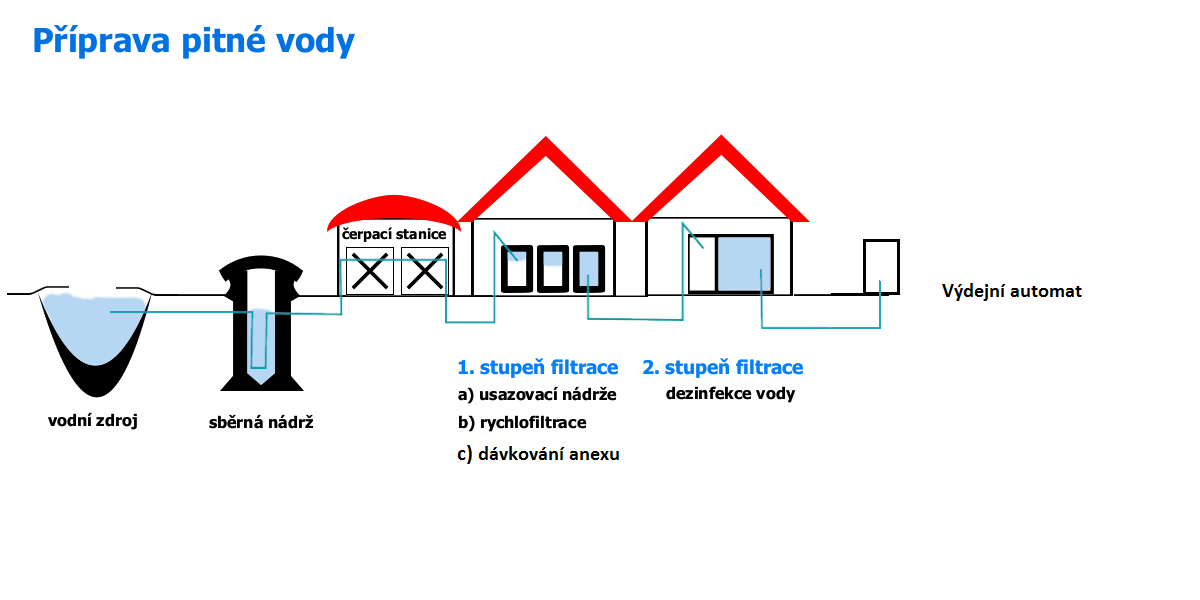 Příprava pitné vody
čerpací stanice
Výdejní automat
1. stupeň filtrace
a) usazovací nádrže
b) rychlofiltrace
c) dávkování anexu
2. stupeň filtrace
dezinfekce vody
vodní zdroj
sběrná nádrž